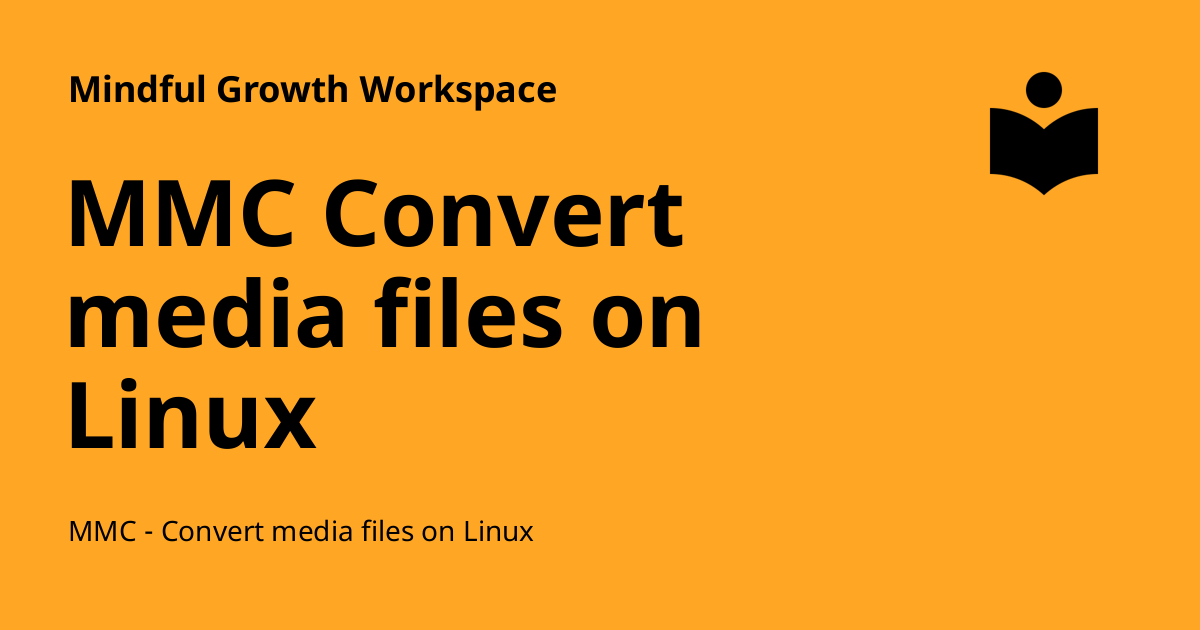 Mindful Growth Workspace
MMC Convert
media files on
Linux
MMC - Convert media files on Linux